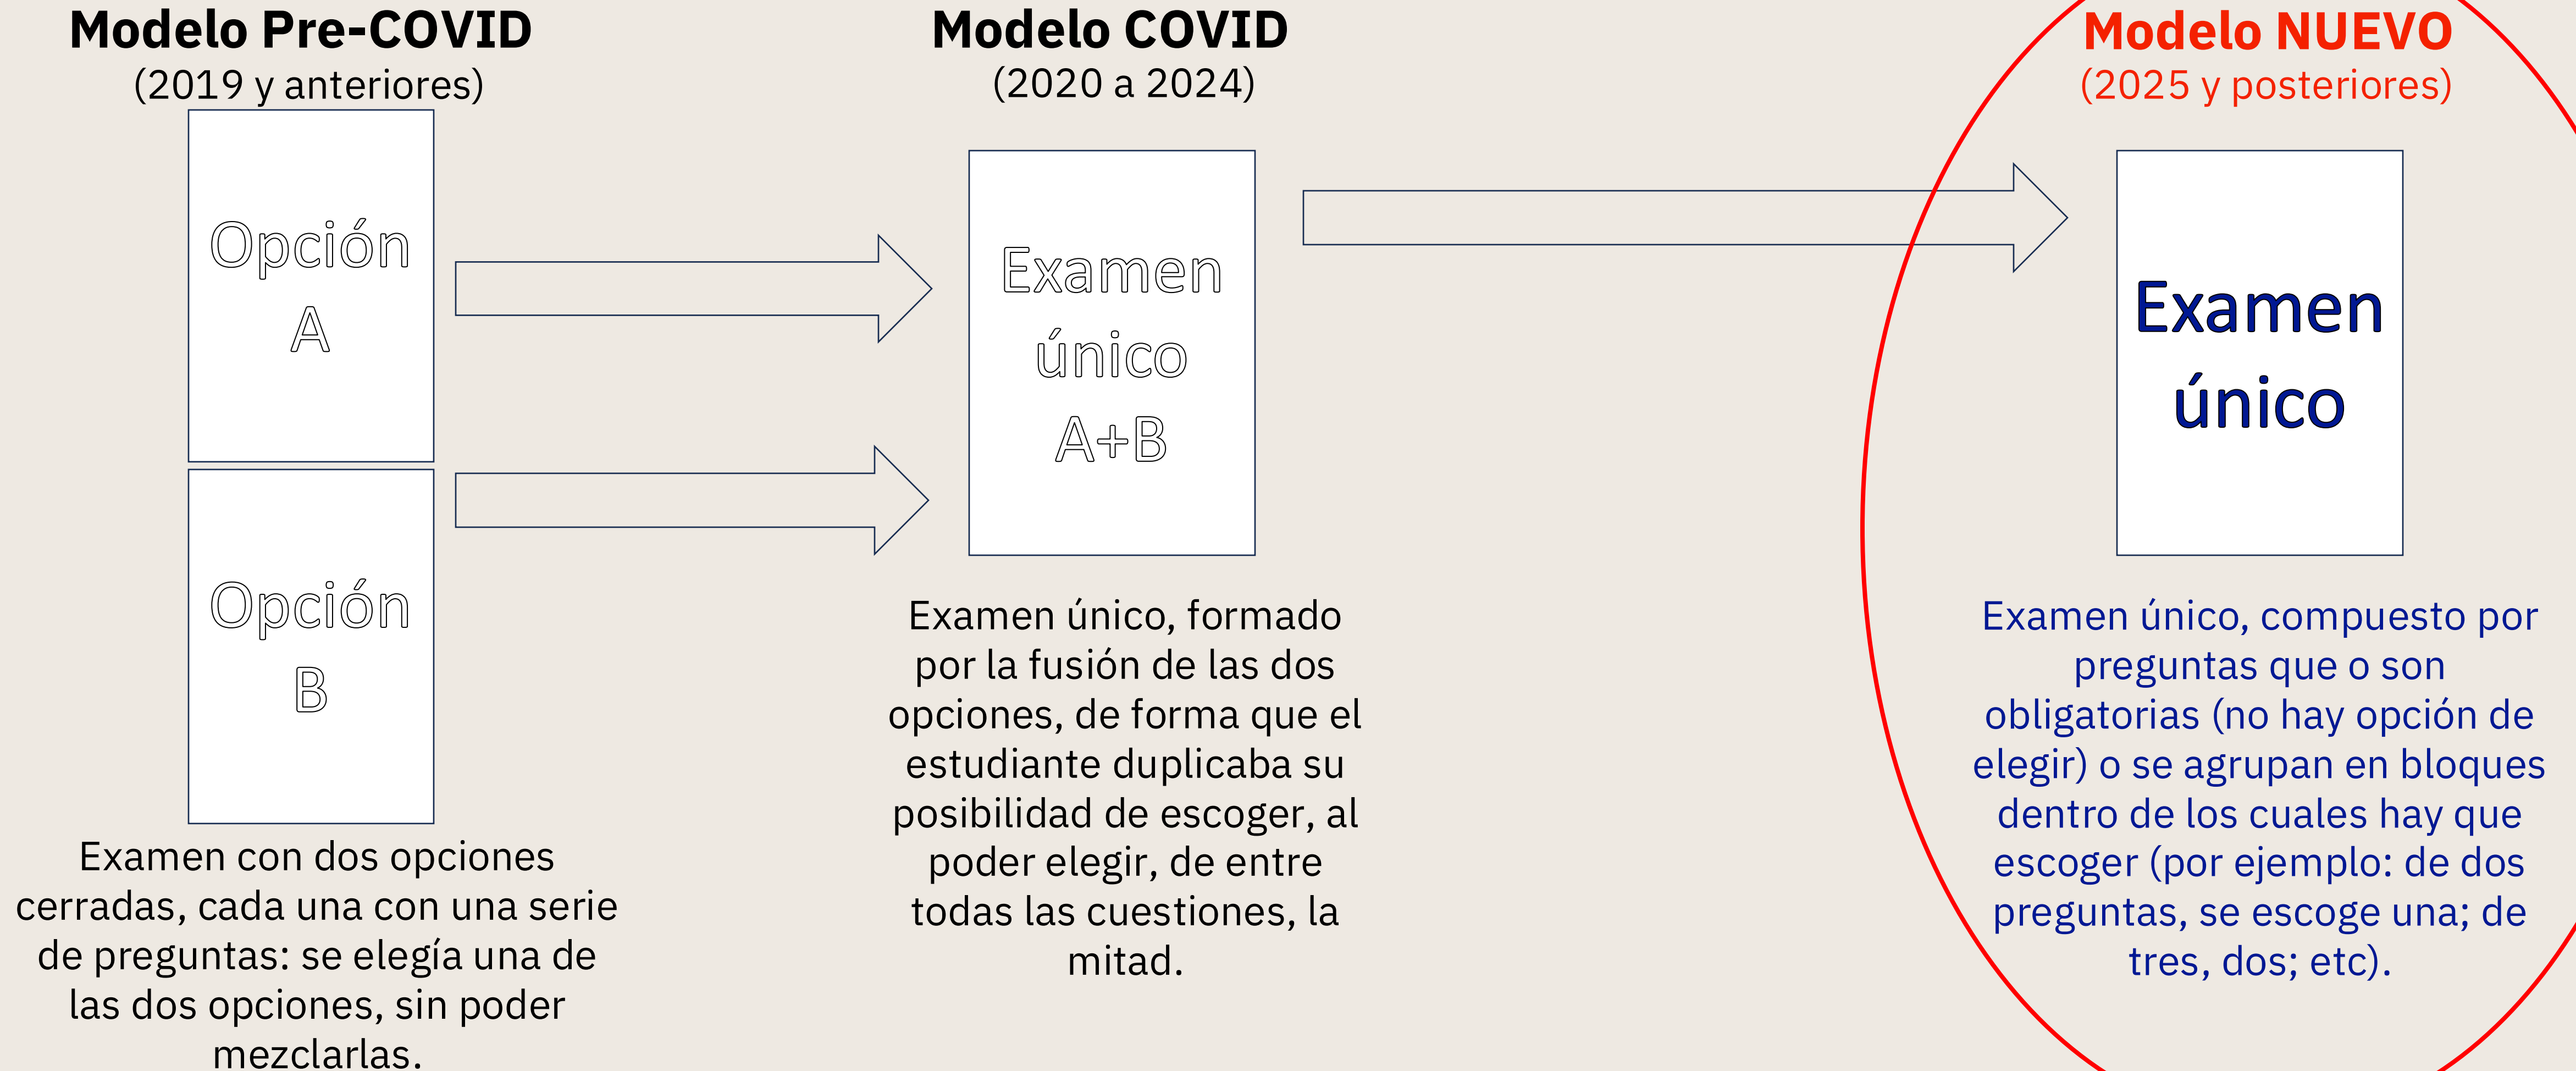 Modelo Pre-COVID
(2019 y anteriores)
Opción
A
Opción
B
Examen con dos opciones
cerradas, cada una con una serie
de preguntas: se elegía una de
las dos opciones, sin poder
mezclarlas.
Modelo COVID
(2020 a 2024)
Examen
único
A+B
Examen único, formado
por la fusión de las dos
opciones, de forma que el
estudiante duplicaba su
posibilidad de escoger, al
poder elegir, de entre
todas las cuestiones, la
mitad.
Modelo NUEVO
(2025 y posteriores)
Examen
único
Examen único, compuesto por
preguntas que o son
obligatorias (no hay opción de
elegir) o se agrupan en bloques
dentro de los cuales hay que
escoger (por ejemplo: de dos
preguntas, se escoge una; de
tres, dos; etc).